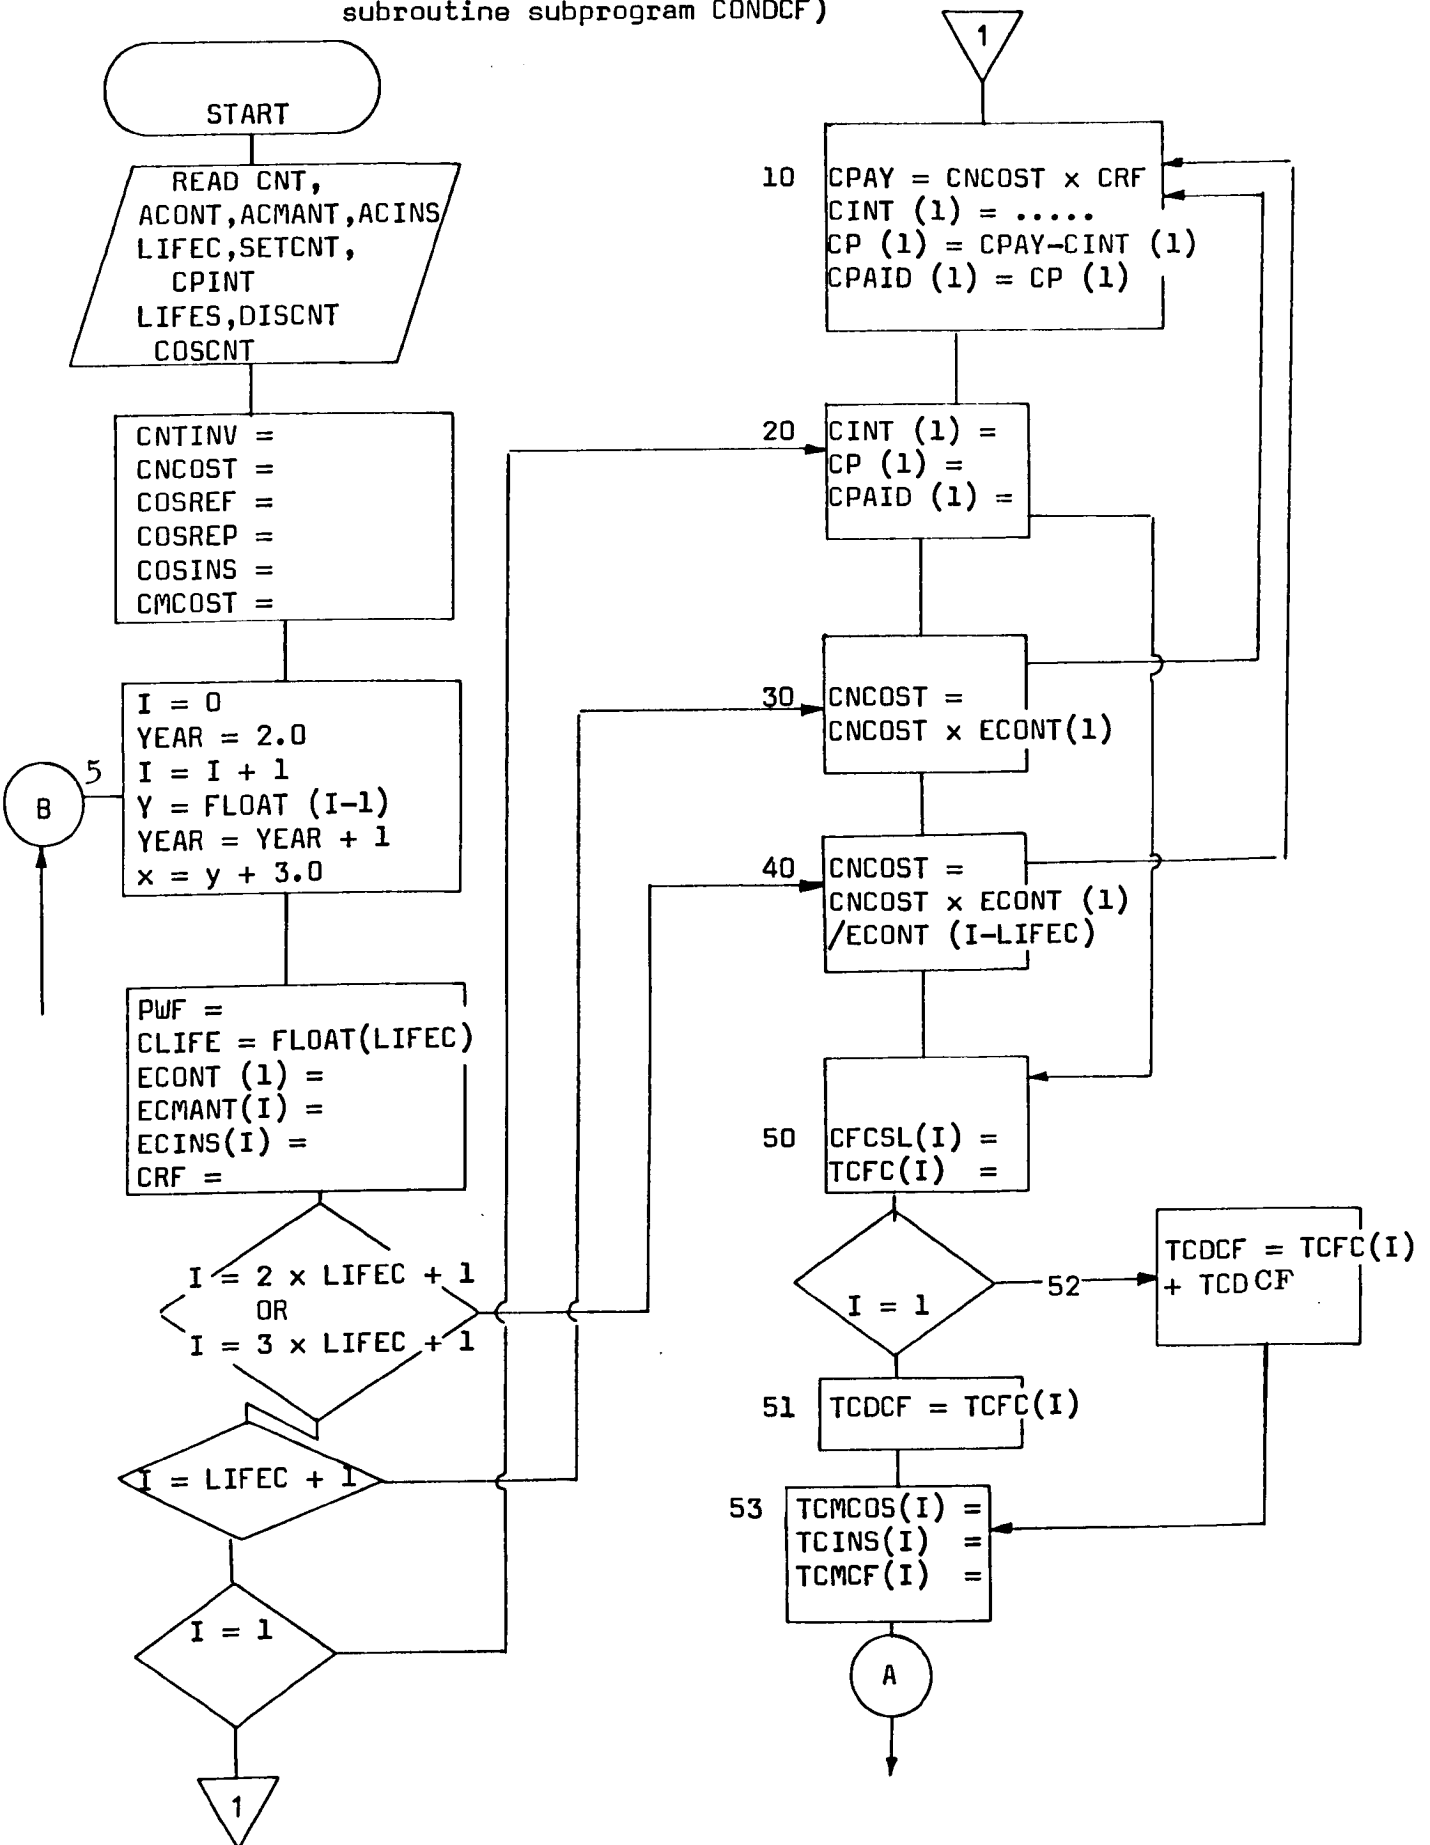 subroutine subprogram CONDCF)
START
READ CNT,
ACONT,ACMANT,ACINS
LIFEC,SETCNT,
CPINT
LIFES,DISCNT
COSCNT
CNTINV =
CNCOST =
COSREF =
COSREP =
COSINS =
CMCOST =
I = 0
YEAR = 2.0
5
I = I + 1
B
Y = FLOAT (I-1)
YEAR = YEAR + 1
x = y + 3.0
PWF =
CLIFE = FLOAT(LIFEC)
ECONT (1) =
ECMANT(I) =
ECINS(I) =
CRF =
I = 2 x LIFEC + 1
OR
I = 3 x LIFEC + 1
I = LIFEC + 1
I = 1
1
1
10 CPAY = CNCOST x CRF
CINT (1) = .....
CP (1) = CPAY-CINT (1)
CPAID (1) = CP (1)
20 CINT (1) =
CP (1) =
CPAID (1) =
30 CNCOST =
CNCOST x ECONT(1)
40 CNCOST =
CNCOST x ECONT (1)
/ECONT (I-LIFEC)
50 CFCSL(I) =
TCFC(I) =
I = 1
52
TCDCF = TCFC(I)
+ TCDCF
51 TCDCF = TCFC(I)
53 TCMCOS(I) =
TCINS(I) =
TCMCF(I) =
A